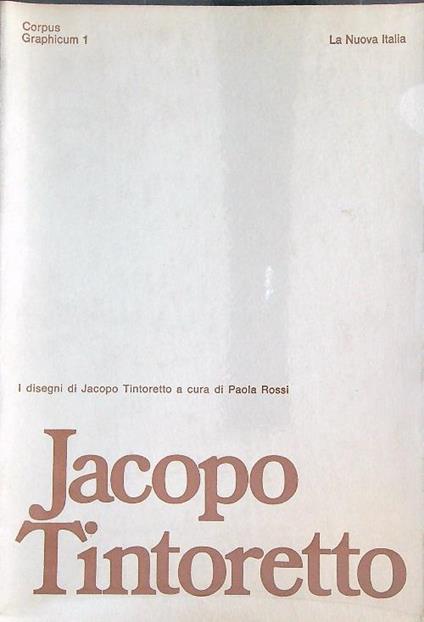 Corpus
Graphicum 1
La Nuova Italia
I disegni di Jacopo Tintoretto a cura di Paola Rossi
Jacopo
Tintoretto